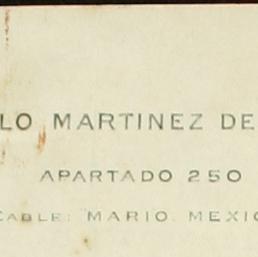 LO MARTINEZ DE
APARTADO 250
CABLE: MARIO. MEXIC